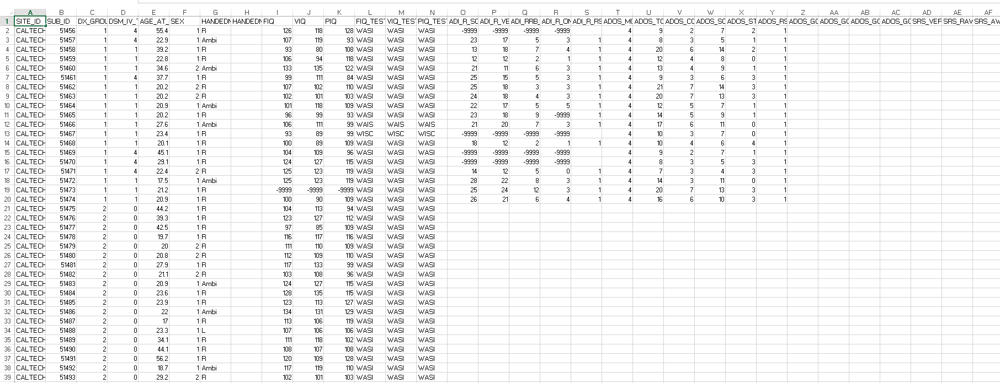 A B C D E F G H I J K L M N O P Q R S T U V W X Y Z AA AB AC AD AE AF
1 SITE_ID SUB_ID DX_GROU DSM_IV_T AGE_AT_ SEX HANDEDN HANDEDN FIQ VIQ PIQ FIQ_TEST VIQ_TES PIQ_TES ADI_R_SO ADI_R_VE ADI_RRB_ ADI_R_ON ADI_R_RS ADOS_MO ADOS_TO ADOS_CO ADOS_SO ADOS_ST ADOS_RS ADOS_GO ADOS_GO ADOS_GO ADOS_GO SRS_VER SRS_RAV SRS_AW
2 CALTECH 51456 1 4 55.4 1 R 126 118 128 WASI WASI WASI -9999 -9999 -9999 -9999 4 9 2 7 2 1
3 CALTECH 51457 1 4 22.9 1 Ambi 107 119 93 WASI WASI WASI 23 17 5 3 1 4 8 3 5 1 1
4 CALTECH 51458 1 1 39.2 1 R 93 80 108 WASI WASI WASI 13 18 7 4 1 4 20 6 14 2 1
5 CALTECH 51459 1 1 22.8 1 R 106 94 118 WASI WASI WASI 12 12 2 1 1 4 12 4 8 0 1
6 CALTECH 51460 1 1 34.6 2 Ambi 133 135 122 WASI WASI WASI 21 11 6 3 1 4 13 4 9 1 1
7 CALTECH 51461 1 4 37.7 1 R 99 111 84 WASI WASI WASI 25 15 5 3 1 4 9 3 6 3 1
8 CALTECH 51462 1 1 20.2 2 R 107 102 110 WASI WASI WASI 25 18 3 3 1 4 21 7 14 3 1
9 CALTECH 51463 1 1 20.2 2 R 102 101 103 WASI WASI WASI 24 18 4 3 1 4 20 7 13 3 1
10 CALTECH 51464 1 1 20.9 1 Ambi 101 118 109 WASI WASI WASI 22 17 5 5 1 4 12 5 7 1 1
11 CALTECH 51465 1 1 20.2 1 R 96 99 93 WASI WASI WASI 23 18 9 -9999 1 4 14 5 9 1 1
12 CALTECH 51466 1 1 27.6 1 Ambi 106 111 99 WAIS WAIS WAIS 21 20 7 3 1 4 17 6 11 0 1
13 CALTECH 51467 1 1 23.4 1 R 93 89 99 WISC WISC WISC -9999 -9999 -9999 -9999 4 10 3 7 0 1
14 CALTECH 51468 1 1 20.1 1 R 100 89 109 WASI WASI WASI 18 12 2 1 1 4 10 4 6 4 1
15 CALTECH 51469 1 4 45.1 1 R 104 109 96 WASI WASI WASI -9999 -9999 -9999 -9999 4 9 2 7 1 1
16 CALTECH 51470 1 4 29.1 1 R 124 127 115 WASI WASI WASI -9999 -9999 -9999 -9999 4 8 3 5 3 1
17 CALTECH 51471 1 4 22.4 2 R 125 123 119 WASI WASI WASI 14 12 5 0 1 4 7 3 4 3 1
18 CALTECH 51472 1 1 17.5 1 Ambi 125 123 119 WASI WASI WASI 28 22 8 3 1 4 14 3 11 0 1
19 CALTECH 51473 1 1 21.2 1 R -9999 -9999 -9999 WASI WASI WASI 25 24 12 3 1 4 20 7 13 3 1
20 CALTECH 51474 1 1 20.9 1 R 100 90 109 WASI WASI WASI 26 21 6 4 1 4 16 6 10 3 1
21 CALTECH 51475 2 0 44.2 1 R 104 113 94 WASI WASI WASI
22 CALTECH 51476 2 0 39.3 1 R 123 127 112 WASI WASI WASI
23 CALTECH 51477 2 0 42.5 1 R 97 85 109 WASI WASI WASI
24 CALTECH 51478 2 0 19.7 1 R 116 117 116 WASI WASI WASI
25 CALTECH 51479 2 0 20 2 R 111 110 109 WASI WASI WASI
26 CALTECH 51480 2 0 20.8 2 R 112 109 110 WASI WASI WASI
27 CALTECH 51481 2 0 27.9 1 R 117 133 99 WASI WASI WASI
28 CALTECH 51482 2 0 21.1 2 R 103 108 96 WASI WASI WASI
29 CALTECH 51483 2 0 20.9 1 Ambi 124 127 115 WASI WASI WASI
30 CALTECH 51484 2 0 23.6 1 R 128 135 115 WASI WASI WASI
31 CALTECH 51485 2 0 23.9 1 R 123 113 127 WASI WASI WASI
32 CALTECH 51486 2 0 22 1 Ambi 134 131 129 WASI WASI WASI
33 CALTECH 51487 2 0 17 1 R 113 106 119 WASI WASI WASI
34 CALTECH 51488 2 0 23.3 1 L 107 106 106 WASI WASI WASI
35 CALTECH 51489 2 0 34.1 1 R 111 118 102 WASI WASI WASI
36 CALTECH 51490 2 0 44.1 1 R 108 107 108 WASI WASI WASI
37 CALTECH 51491 2 0 56.2 1 R 120 109 128 WASI WASI WASI
38 CALTECH 51492 2 0 18.7 1 Ambi 117 119 110 WASI WASI WASI
39 CALTECH 51493 2 0 29.2 2 R 102 101 103 WASI WASI WASI